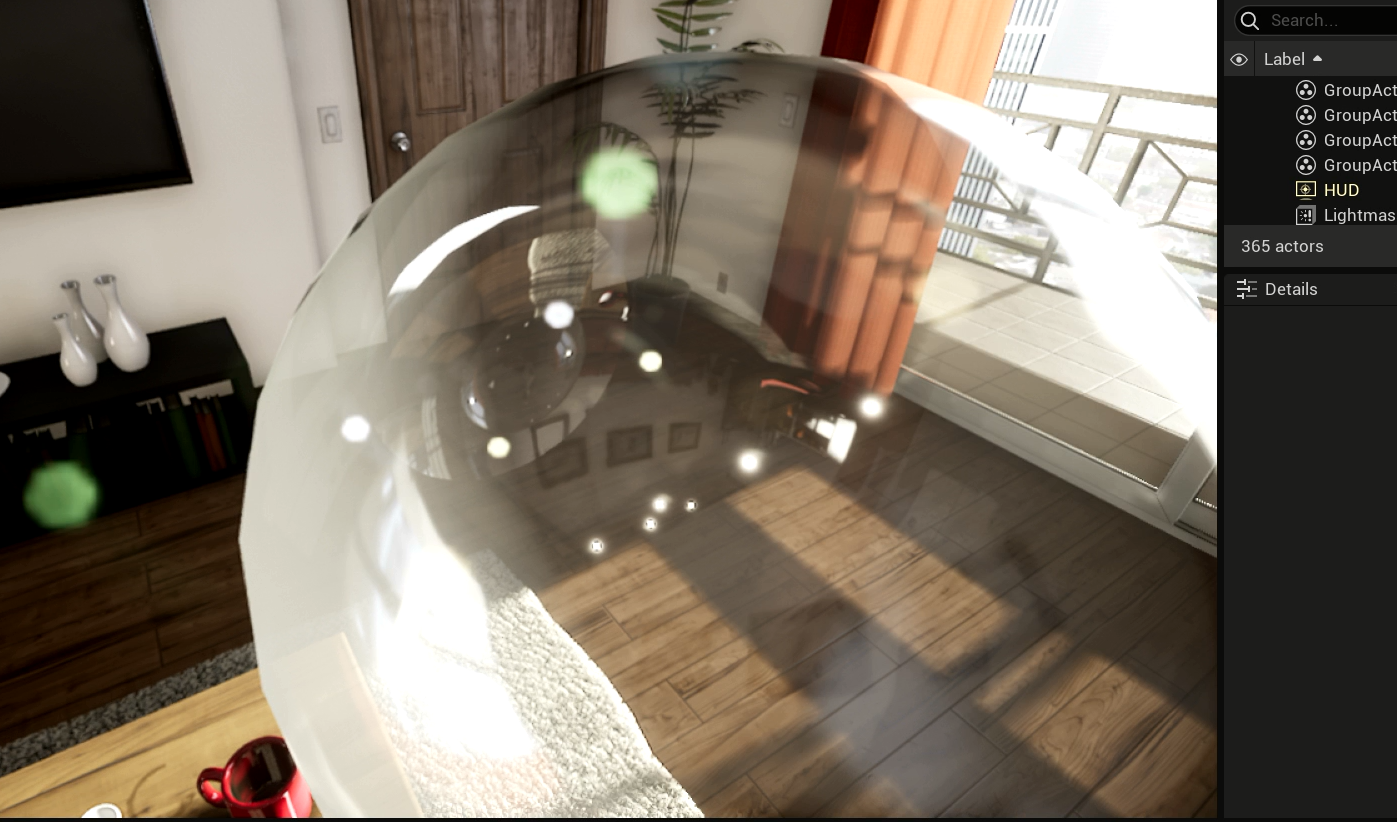 Search...
Label
GroupAct
GroupAct
GroupAct
GroupAct
HUD
Lightmas
365 actors
Details